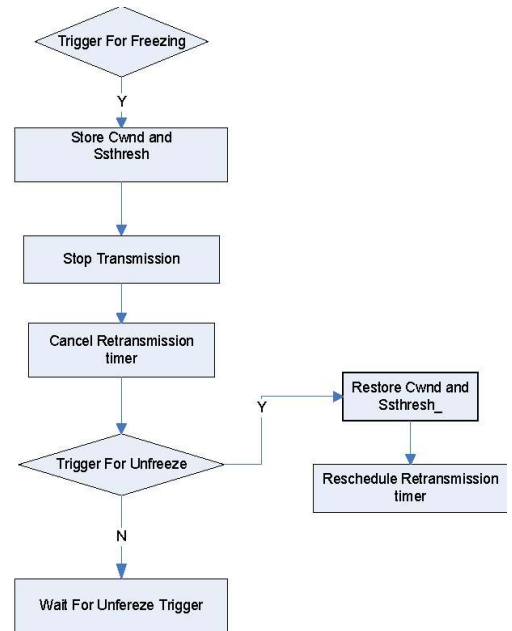 Trigger For Freezing
Y
Store Cwnd and
Ssthresh
Stop Transmission
Cancel Retransmission
timer
Trigger For Unfreeze
Y
Restore Cwnd and
Ssthresh_
Reschedule Retransmission
timer
N
Wait For Unfereze Trigger